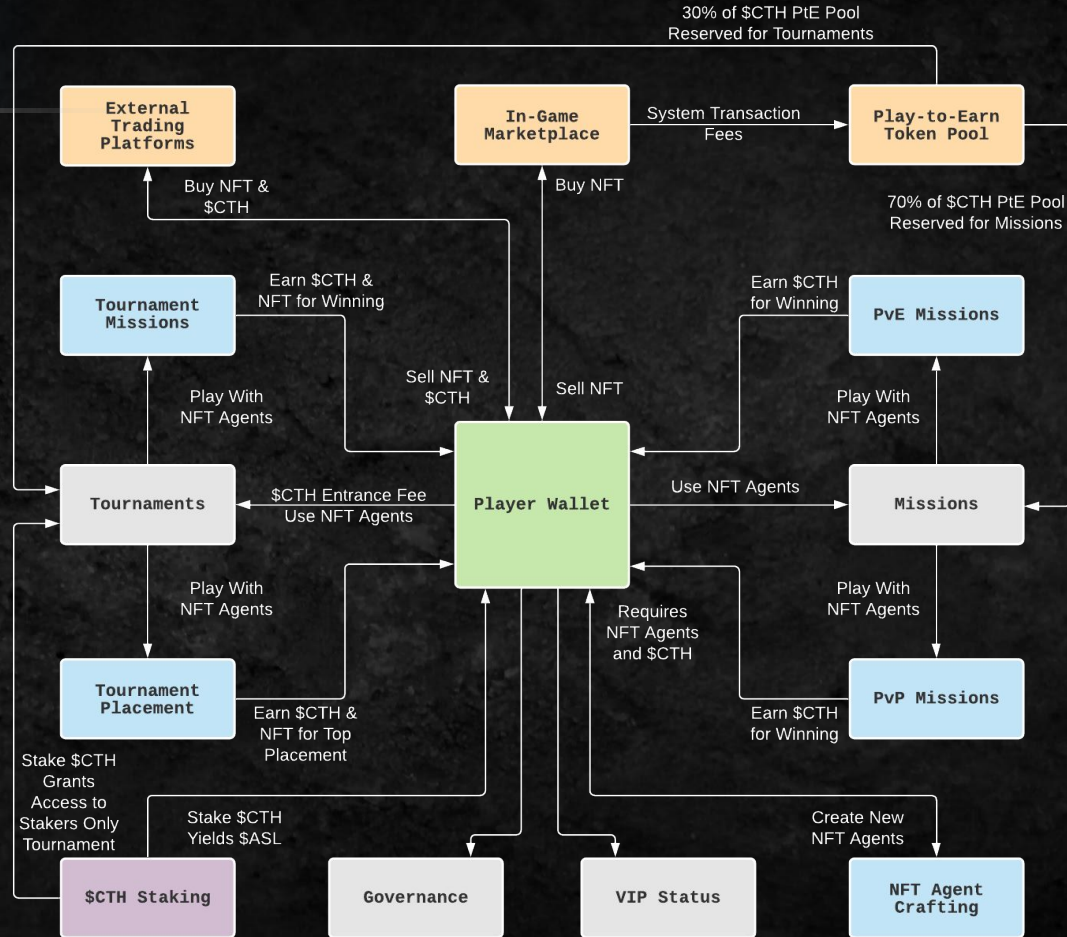 30% of $CTH PtE Pool
Reserved for Tournaments
External
Trading
Platforms
In-Game
Marketplace
System Transaction
Fees
Play-to-Earn
Token Pool
Buy NFT &
$CTH
Buy NFT
70% of $CTH PtE Pool
Reserved for Missions
Tournament
Missions
Earn $CTH &
NFT for Winning
Earn $CTH
for Winning
PvE Missions
Play With
NFT Agents
Sell NFT &
$CTH
Sell NFT
Play With
NFT Agents
Tournaments
$CTH Entrance Fee
Use NFT Agents
Player Wallet
Use NFT Agents
Missions
Play With
NFT Agents
Requires
NFT Agents
and $CTH
Play With
NFT Agents
Tournament
Placement
Earn $CTH &
NFT for Top
Placement
Earn $CTH
for Winning
PvP Missions
Stake $CTH
Grants
Access to
Stakers Only
Tournament
Stake $CTH
Yields $ASL
Create New
NFT Agents
$CTH Staking
Governance
VIP Status
NFT Agent
Crafting